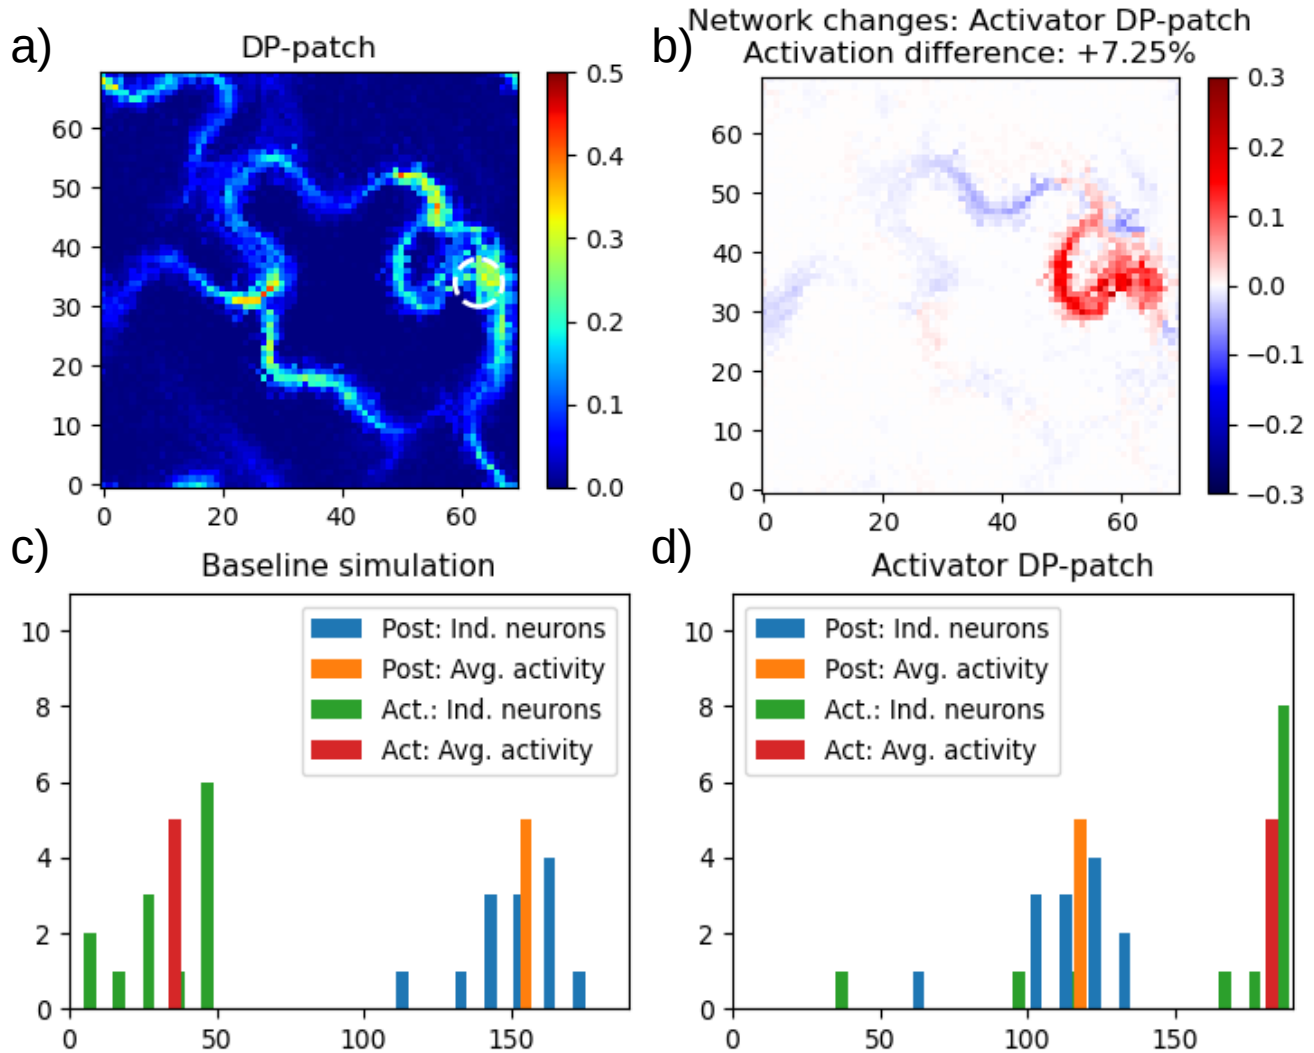 a)
DP-patch
0.5
0.4
0.3
0.2
0.1
0.0
60
50
40
30
20
10
0
0 20 40 60
b)
Network changes: Activator DP-patch
Activation difference: +7.25%
0.3
0.2
0.1
0.0
−0.1
−0.2
−0.3
60
50
40
30
20
10
0
0 20 40 60
c)
Baseline simulation
Post: Ind. neurons
Post: Avg. activity
Act.: Ind. neurons
Act: Avg. activity
10
8
6
4
2
0
0 50 100 150
d)
Activator DP-patch
Post: Ind. neurons
Post: Avg. activity
Act.: Ind. neurons
Act: Avg. activity
10
8
6
4
2
0
0 50 100 150